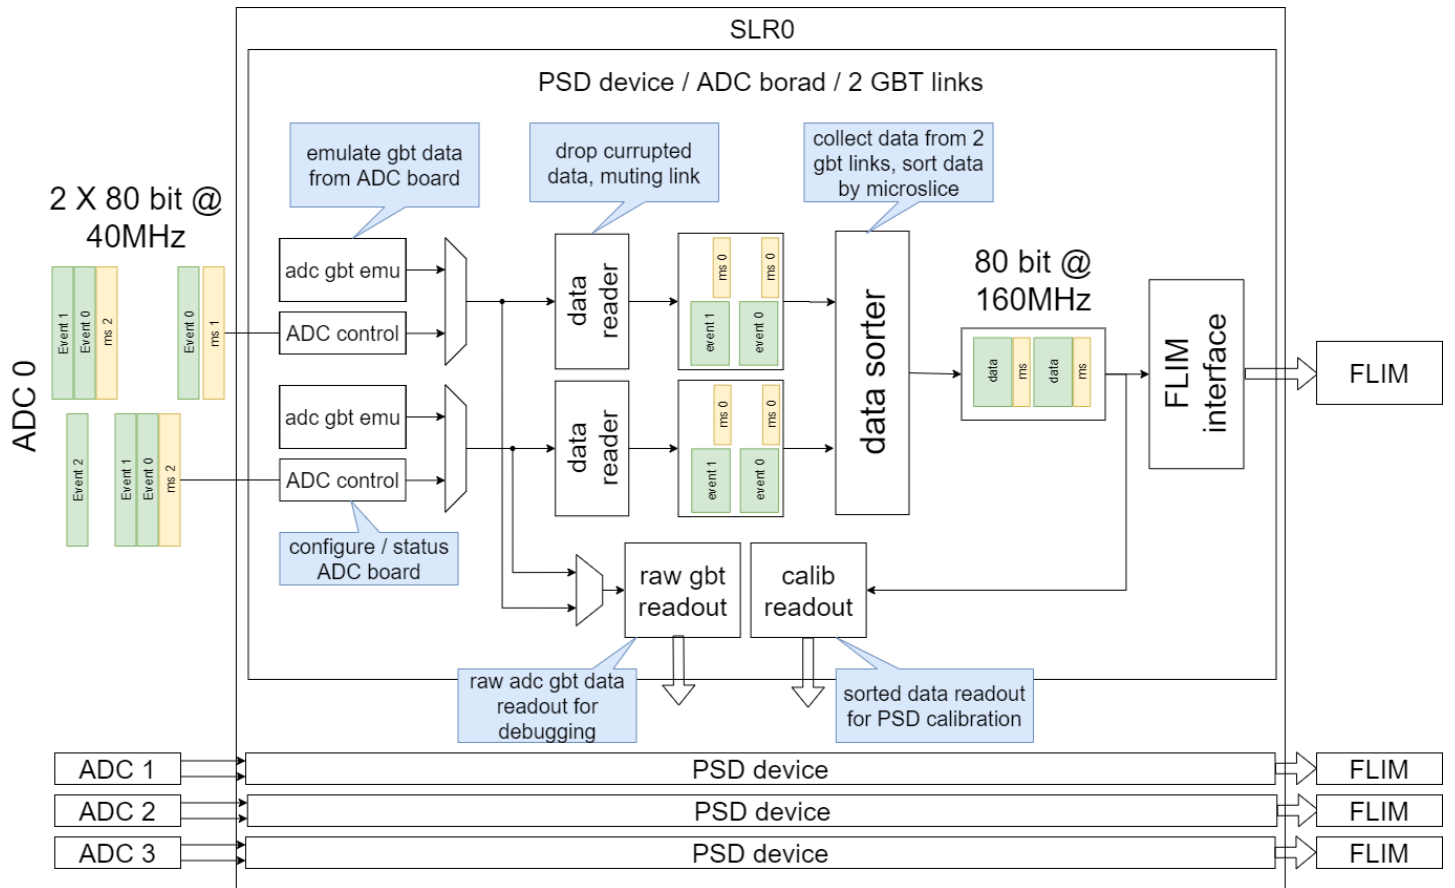 SLR0
PSD device / ADC borad / 2 GBT links
emulate gbt data
from ADC board
drop currupted
data, muting link
collect data from 2
gbt links, sort data
by microslice
2 X 80 bit @
40MHz
ADC 0
Event 1
Event 0
ms 2
Event 0
ms 1
Event 2
Event 1
Event 0
ms 2
adc gbt emu
ADC control
adc gbt emu
ADC control
configure / status
ADC board
data
reader
data
reader
ms 0
ms 0
event 1
event 0
ms 0
ms 0
event 1
event 0
data sorter
80 bit @
160MHz
data
ms
data
ms
FLIM
interface
FLIM
raw gbt
readout
calib
readout
raw adc gbt data
readout for
debugging
sorted data readout
for PSD calibration
ADC 1
PSD device
FLIM
ADC 2
PSD device
FLIM
ADC 3
PSD device
FLIM